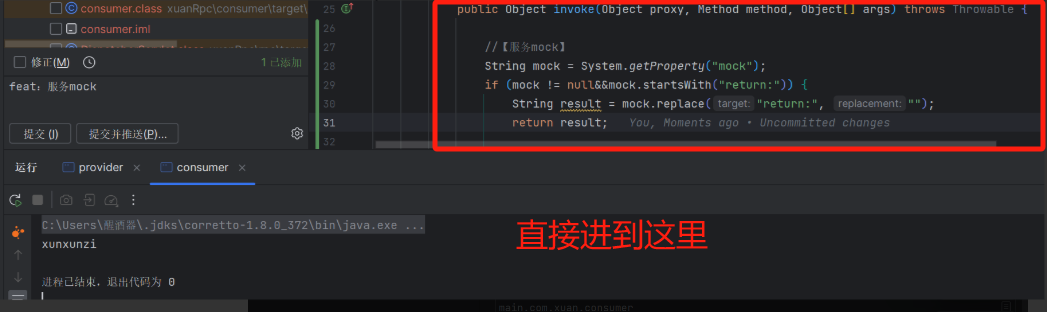 consumer.class xuanRpc\consumer\target\
consumer.iml
修正(M)
1 已添加
feat：服务mock
提交 (I)
提交并推送(P)...
25 public Object invoke(Object proxy, Method method, Object[] args) throws Throwable {
26
27 //【服务mock】
28 String mock = System.getProperty("mock");
29 if (mock != null&&mock.startsWith("return:")) {
30 String result = mock.replace( target: "return:", replacement: "");
31 return result; You, Moments ago • Uncommitted changes
32
运行
provider ×
consumer ×
C:\Users\醒酒器\.jdks\corretto-1.8.0_372\bin\java.exe ...
xunxunzi
进程已结束，退出代码为 0
直接进到这里
main.com.xuan.consumer